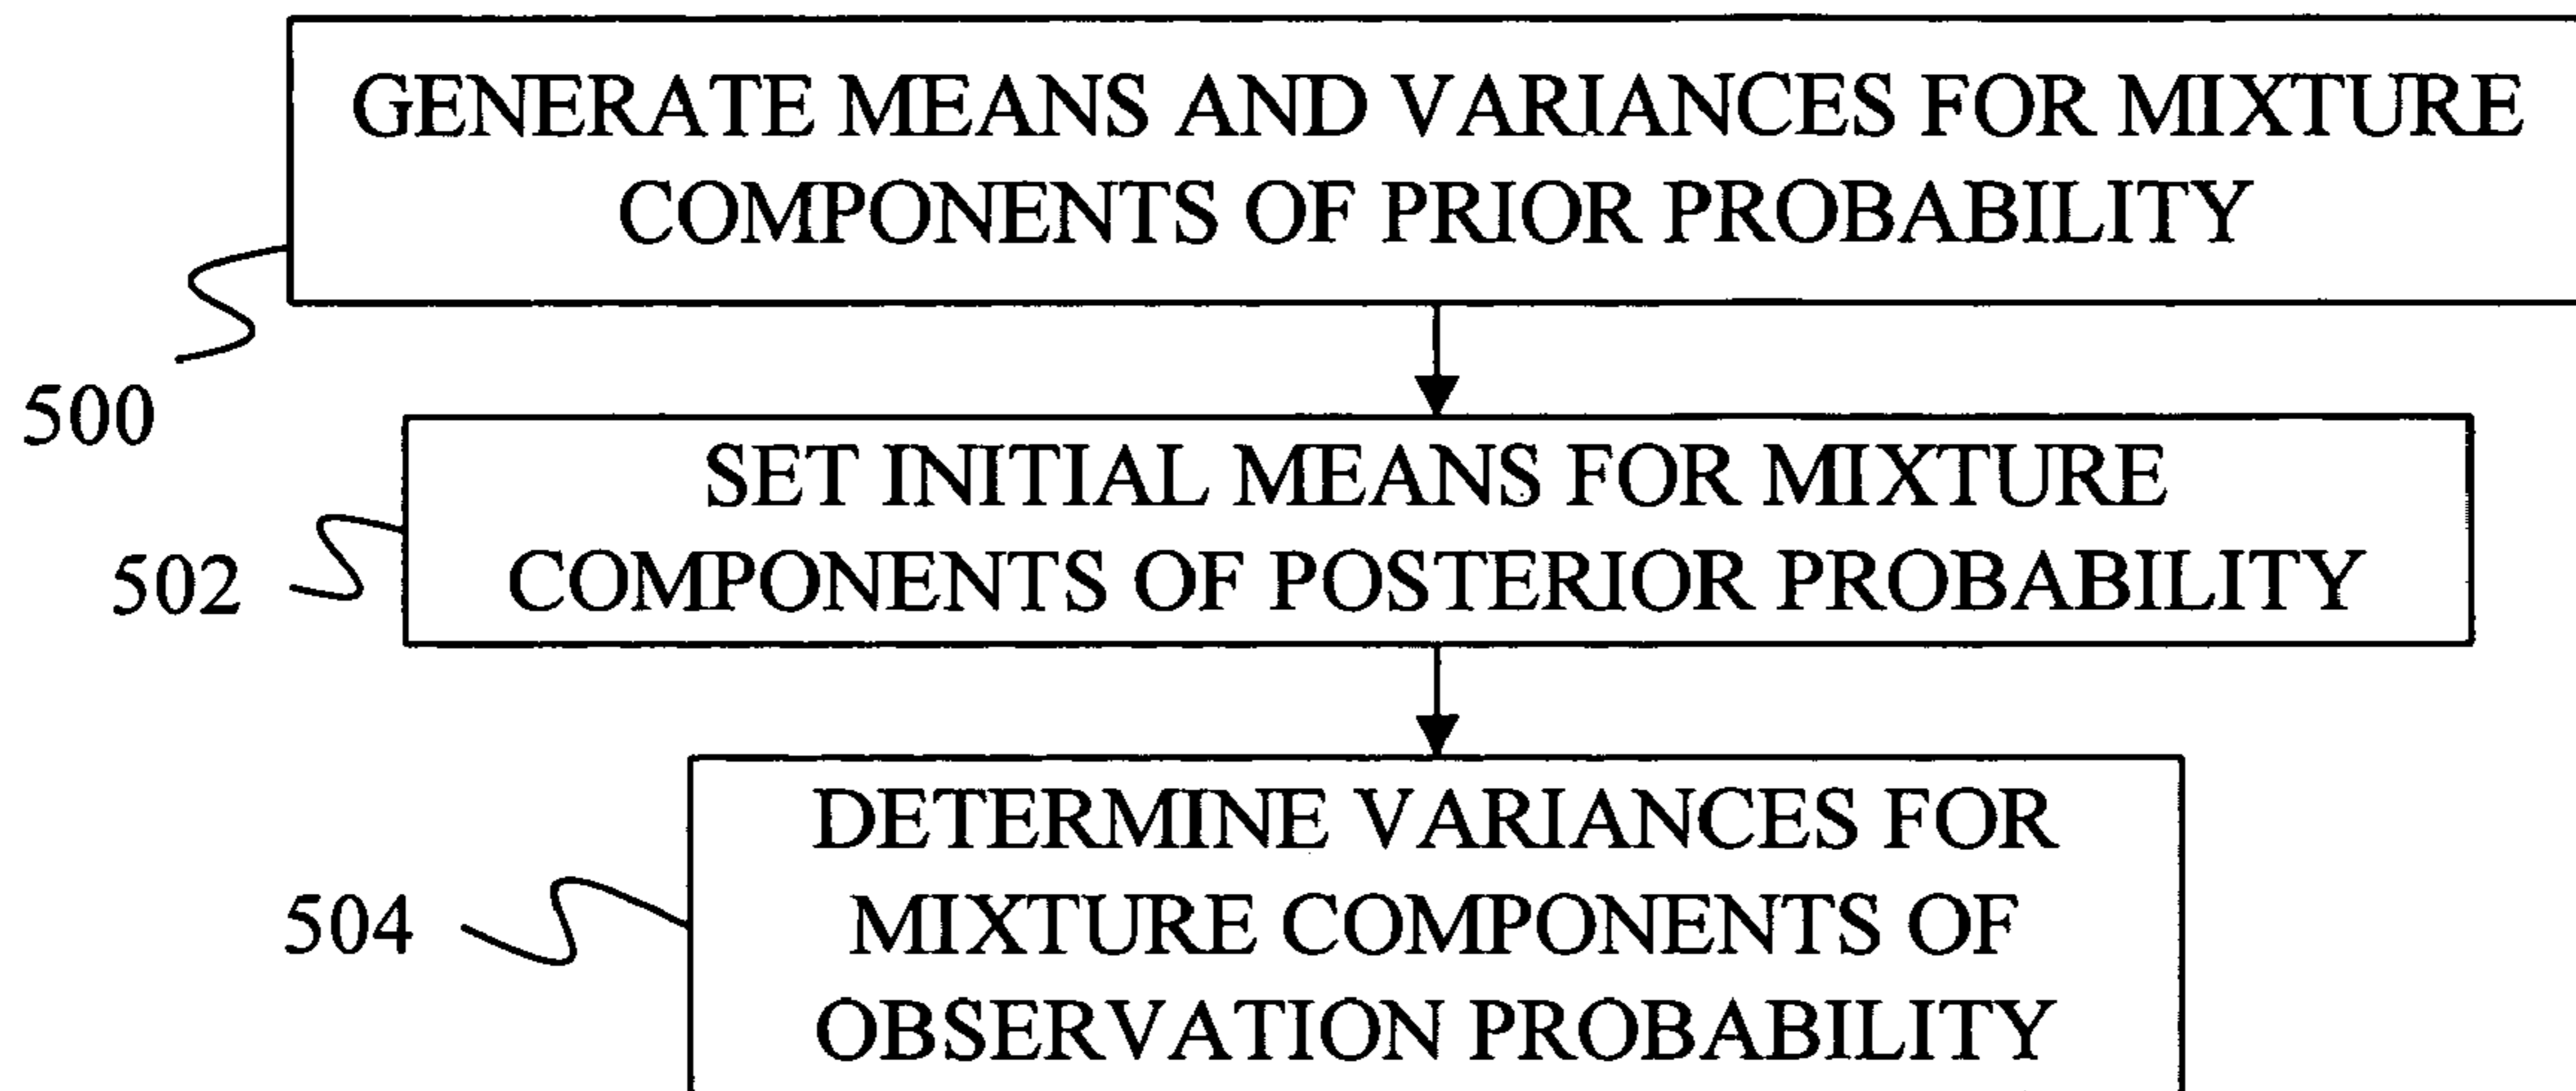 GENERATE MEANS AND VARIANCES FOR MIXTURE
COMPONENTS OF PRIOR PROBABILITY
500
SET INITIAL MEANS FOR MIXTURE
COMPONENTS OF POSTERIOR PROBABILITY
502
DETERMINE VARIANCES FOR
MIXTURE COMPONENTS OF
OBSERVATION PROBABILITY
504